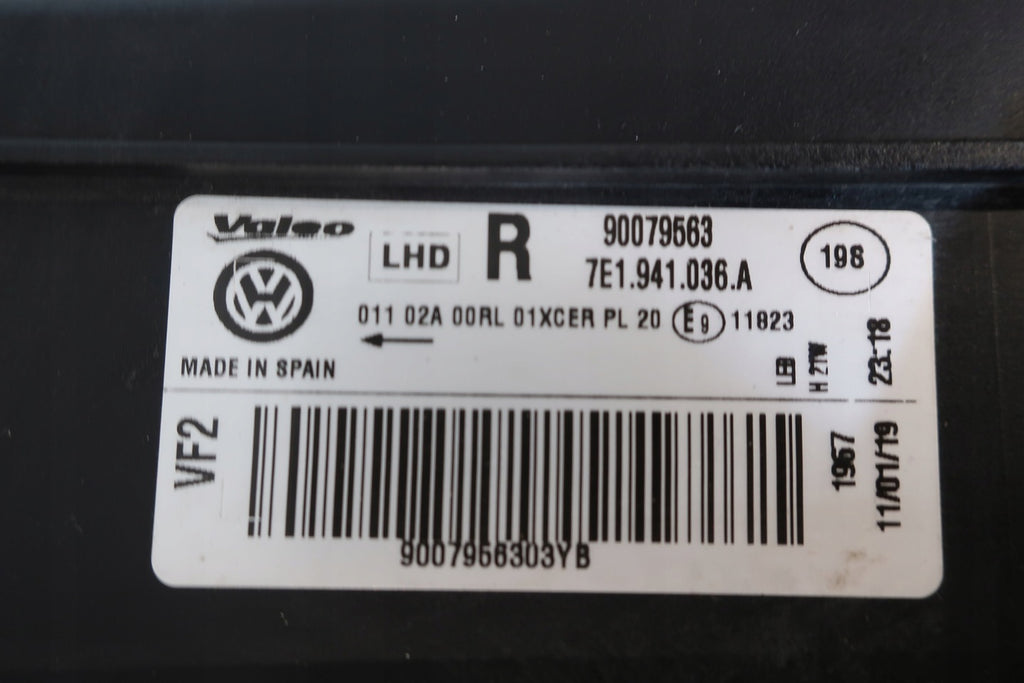 Valeo
LHD
R
90079563
7E1.941.036.A
198
011 02A 00RL 01XCER PL 20 E9 11823
MADE IN SPAIN
LED
H 21W
23:18
VF2
1967
11/01/19
9007956303YB